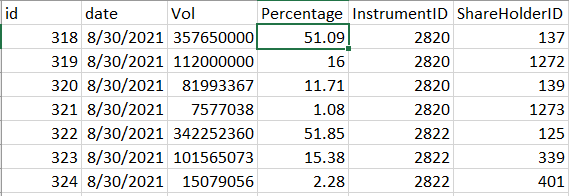 id date Vol Percentage InstrumentID ShareHolderID
318 8/30/2021 357650000 51.09 2820 137
319 8/30/2021 112000000 16 2820 1272
320 8/30/2021 81993367 11.71 2820 139
321 8/30/2021 7577038 1.08 2820 1273
322 8/30/2021 342252360 51.85 2822 125
323 8/30/2021 101565073 15.38 2822 339
324 8/30/2021 15079056 2.28 2822 401